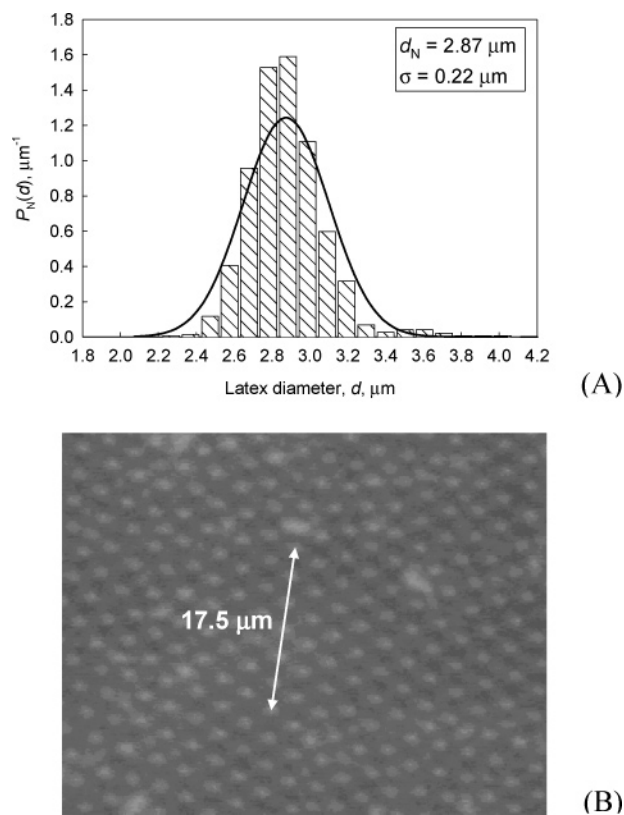 1.8
1.6
1.4
1.2
1.0
0.8
0.6
0.4
0.2
0.0
P_N(d), μm⁻¹
d_N = 2.87 μm
σ = 0.22 μm
1.8 2.0 2.2 2.4 2.6 2.8 3.0 3.2 3.4 3.6 3.8 4.0 4.2
Latex diameter, d, μm
(A)
17.5 μm
(B)